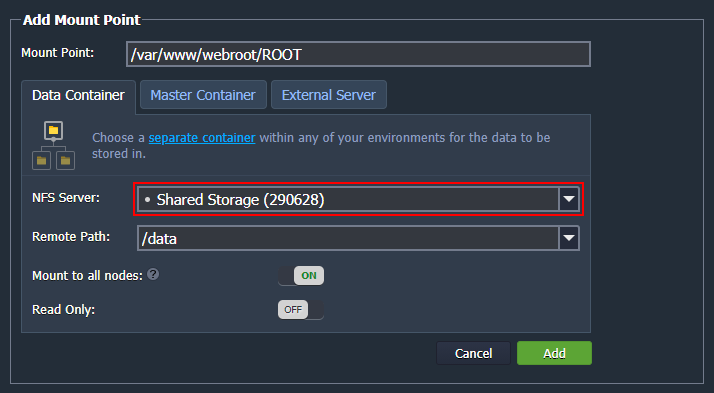 Add Mount Point
Mount Point: /var/www/webroot/ROOT
Data Container Master Container External Server
Choose a separate container within any of your environments for the data to be
stored in.
NFS Server: • Shared Storage (290628)
Remote Path: /data
Mount to all nodes: ? ON
Read Only: OFF
Cancel Add